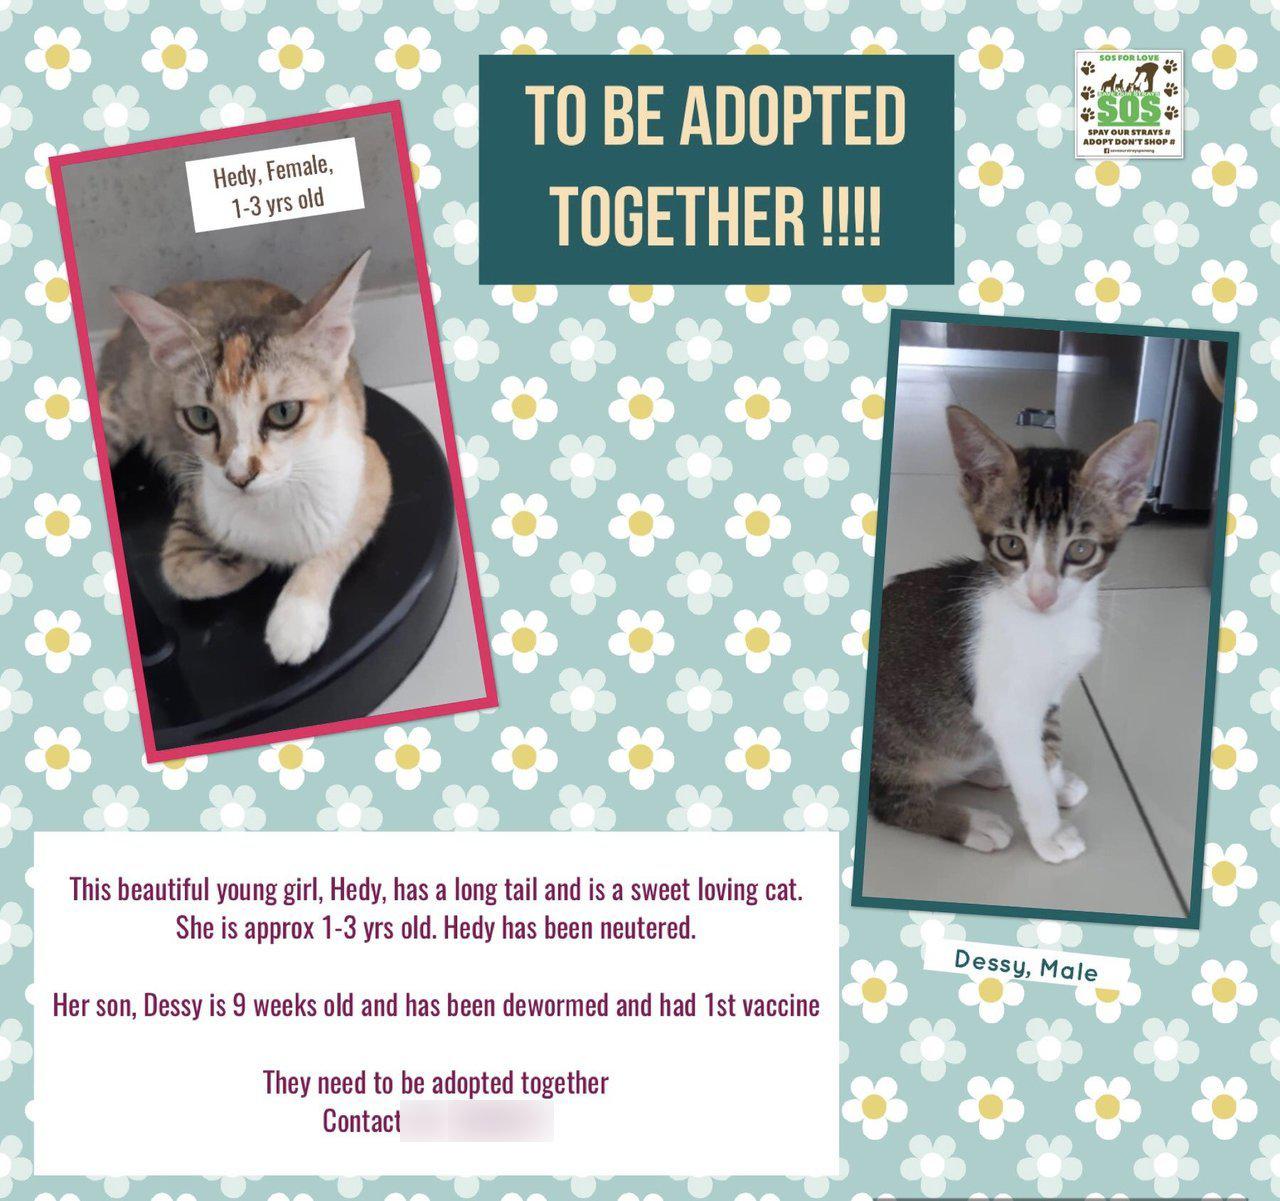 TO BE ADOPTED
TOGETHER !!!!
SOS FOR LOVE
SOS
SPAY OUR STRAYS #
ADOPT DON'T SHOP #
Hedy, Female,
1-3 yrs old
Dessy, Male
This beautiful young girl, Hedy, has a long tail and is a sweet loving cat.
She is approx 1-3 yrs old. Hedy has been neutered.
Her son, Dessy is 9 weeks old and has been dewormed and had 1st vaccine
They need to be adopted together
Contact